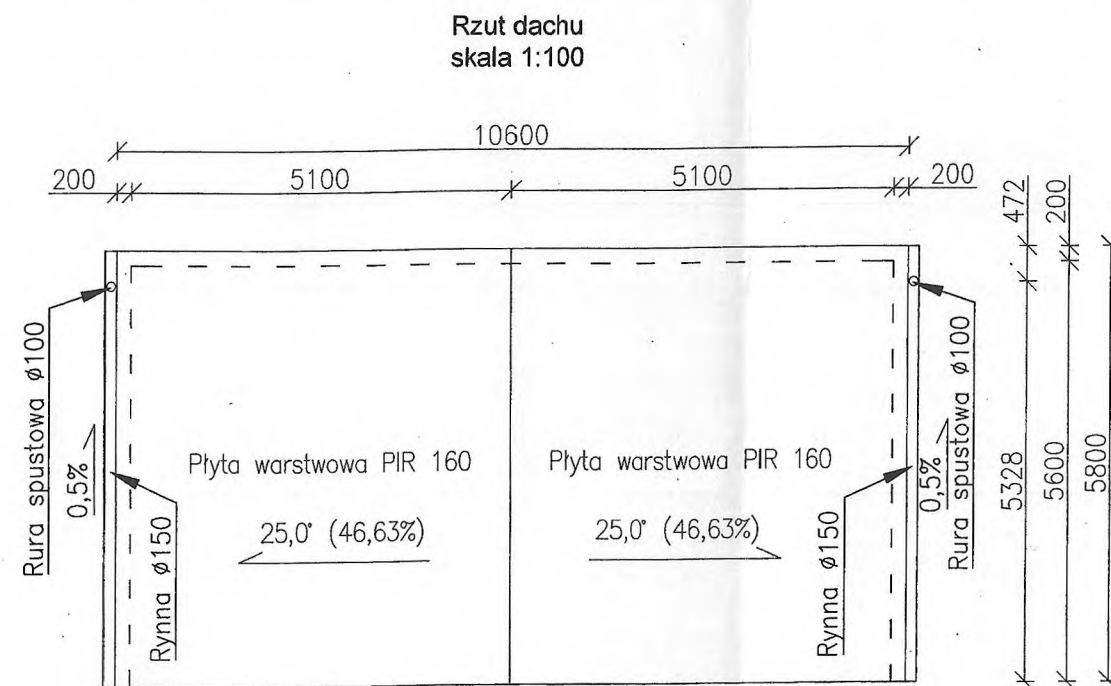 Rzut dachu
skala 1:100
10600
200
5100
5100
200
472
200
Rura spustowa ø100
0,5%
Rynna ø150
Płyta warstwowa PIR 160
25,0° (46,63%)
Płyta warstwowa PIR 160
25,0° (46,63%)
Rynna ø150
0,5%
Rura spustowa ø100
5328
5600
5800